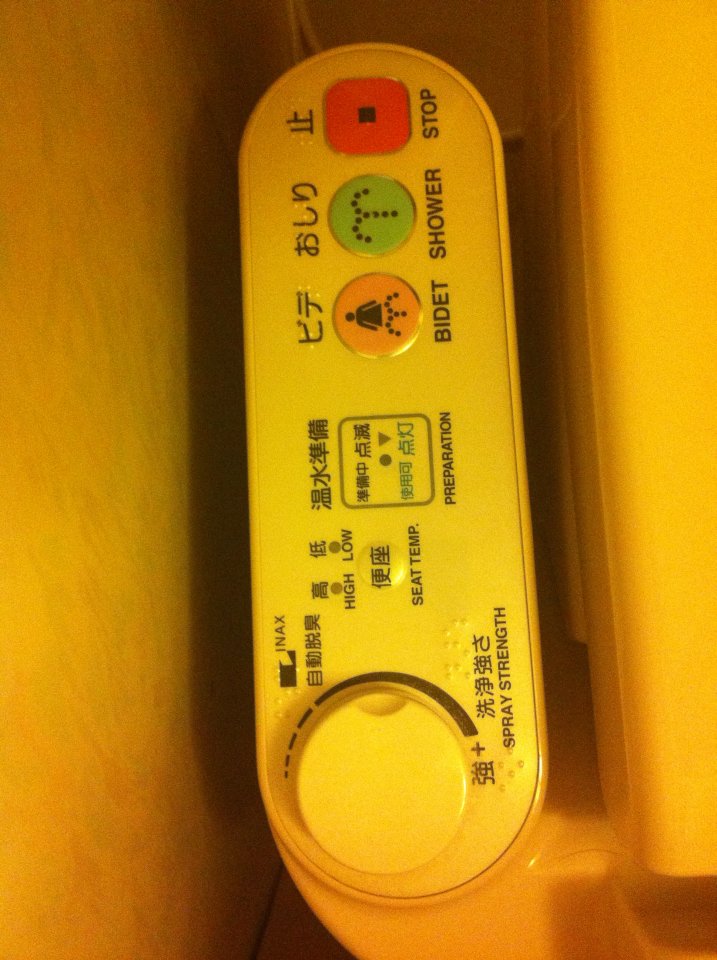 INAX
自動脱臭
強 +
洗浄強さ
SPRAY STRENGTH
高 低
HIGH LOW
便座
SEAT TEMP.
温水準備
準備中 点滅
使用可 点灯
PREPARATION
ビデ
BIDET
おしり
SHOWER
止
STOP